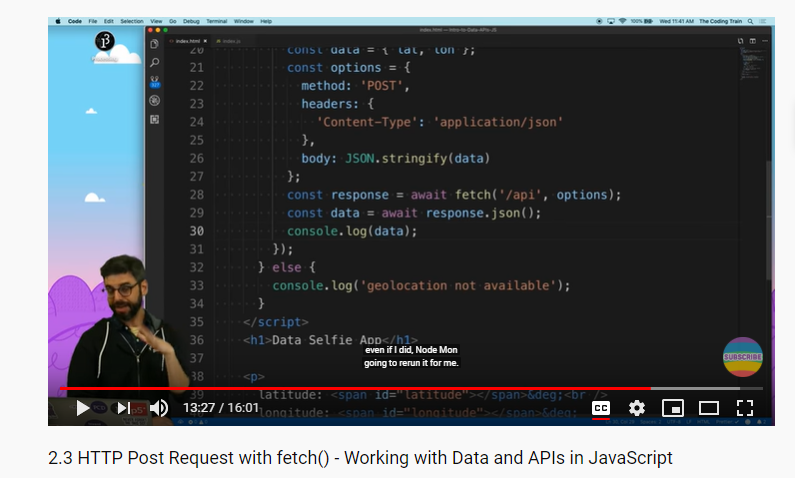 Code File Edit Selection View Go Debug Terminal Window Help
100% Wed 11:41 AM The Coding Train
index.html — Intro-to-Data-APIs-JS
index.html index.js
20 const data = { lat, lon };
21 const options = {
22 method: 'POST',
23 headers: {
24 'Content-Type': 'application/json'
25 },
26 body: JSON.stringify(data)
27 };
28 const response = await fetch('/api', options);
29 const data = await response.json();
30 console.log(data);
31 });
32 } else {
33 console.log('geolocation not available');
34 }
35 </script>
36 <h1>Data Selfie App</h1>
even if I did, Node Mon
37
going to rerun it for me.
SUBSCRIBE
38 <p>
39 latitude: <span id="latitude"></span>&deg;<br />
longitude: <span id="longitude"></span>&deg;
13:27 / 16:01
CC
2.3 HTTP Post Request with fetch() - Working with Data and APIs in JavaScript